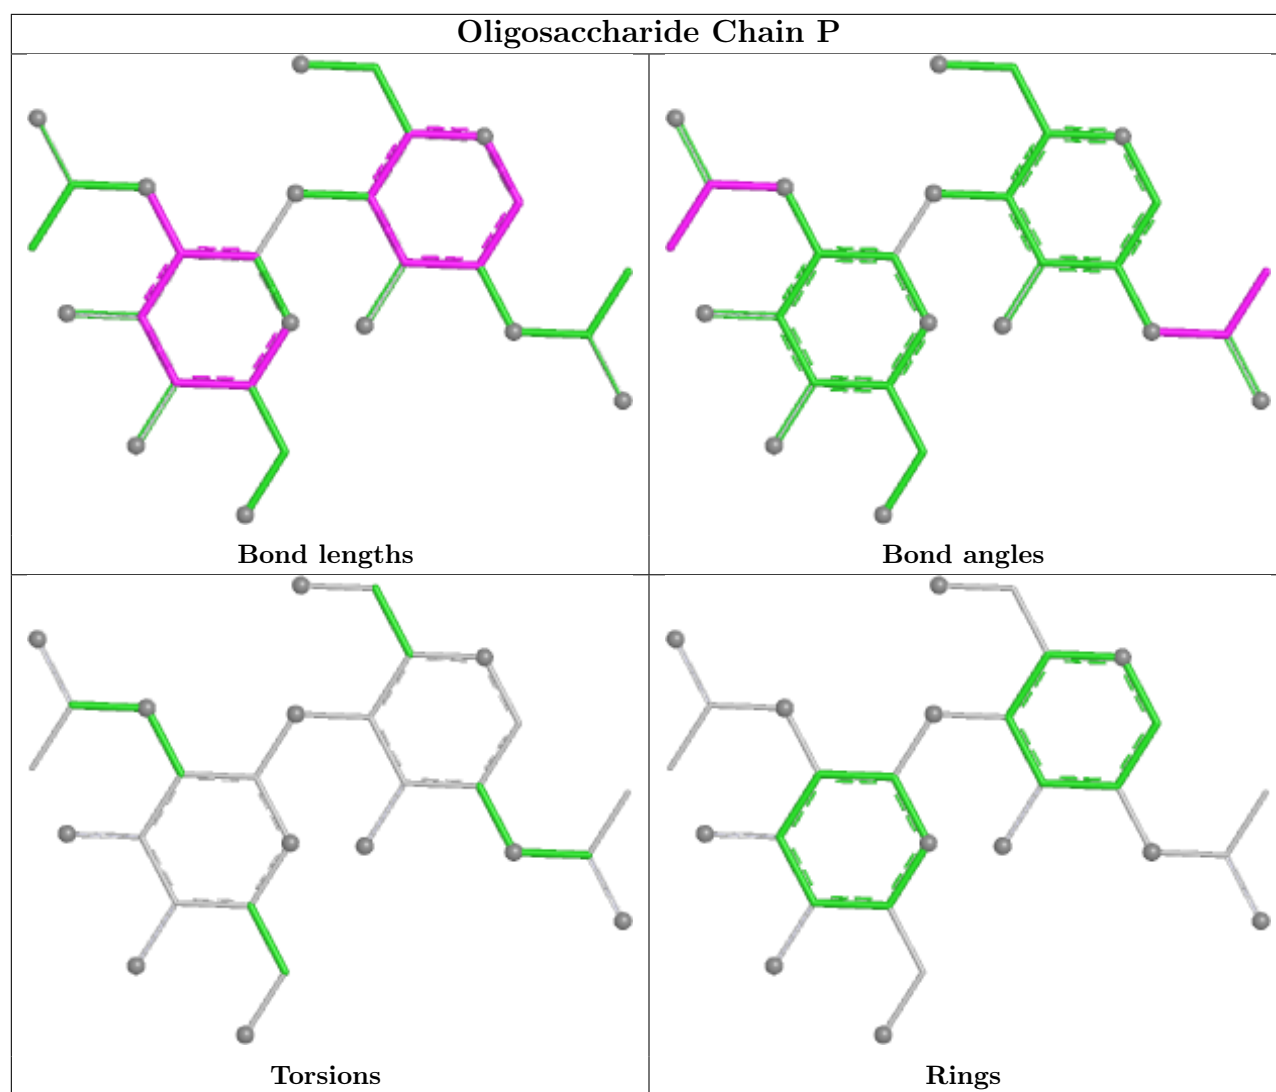 Oligosaccharide Chain P
Bond lengths
Bond angles
Torsions
Rings